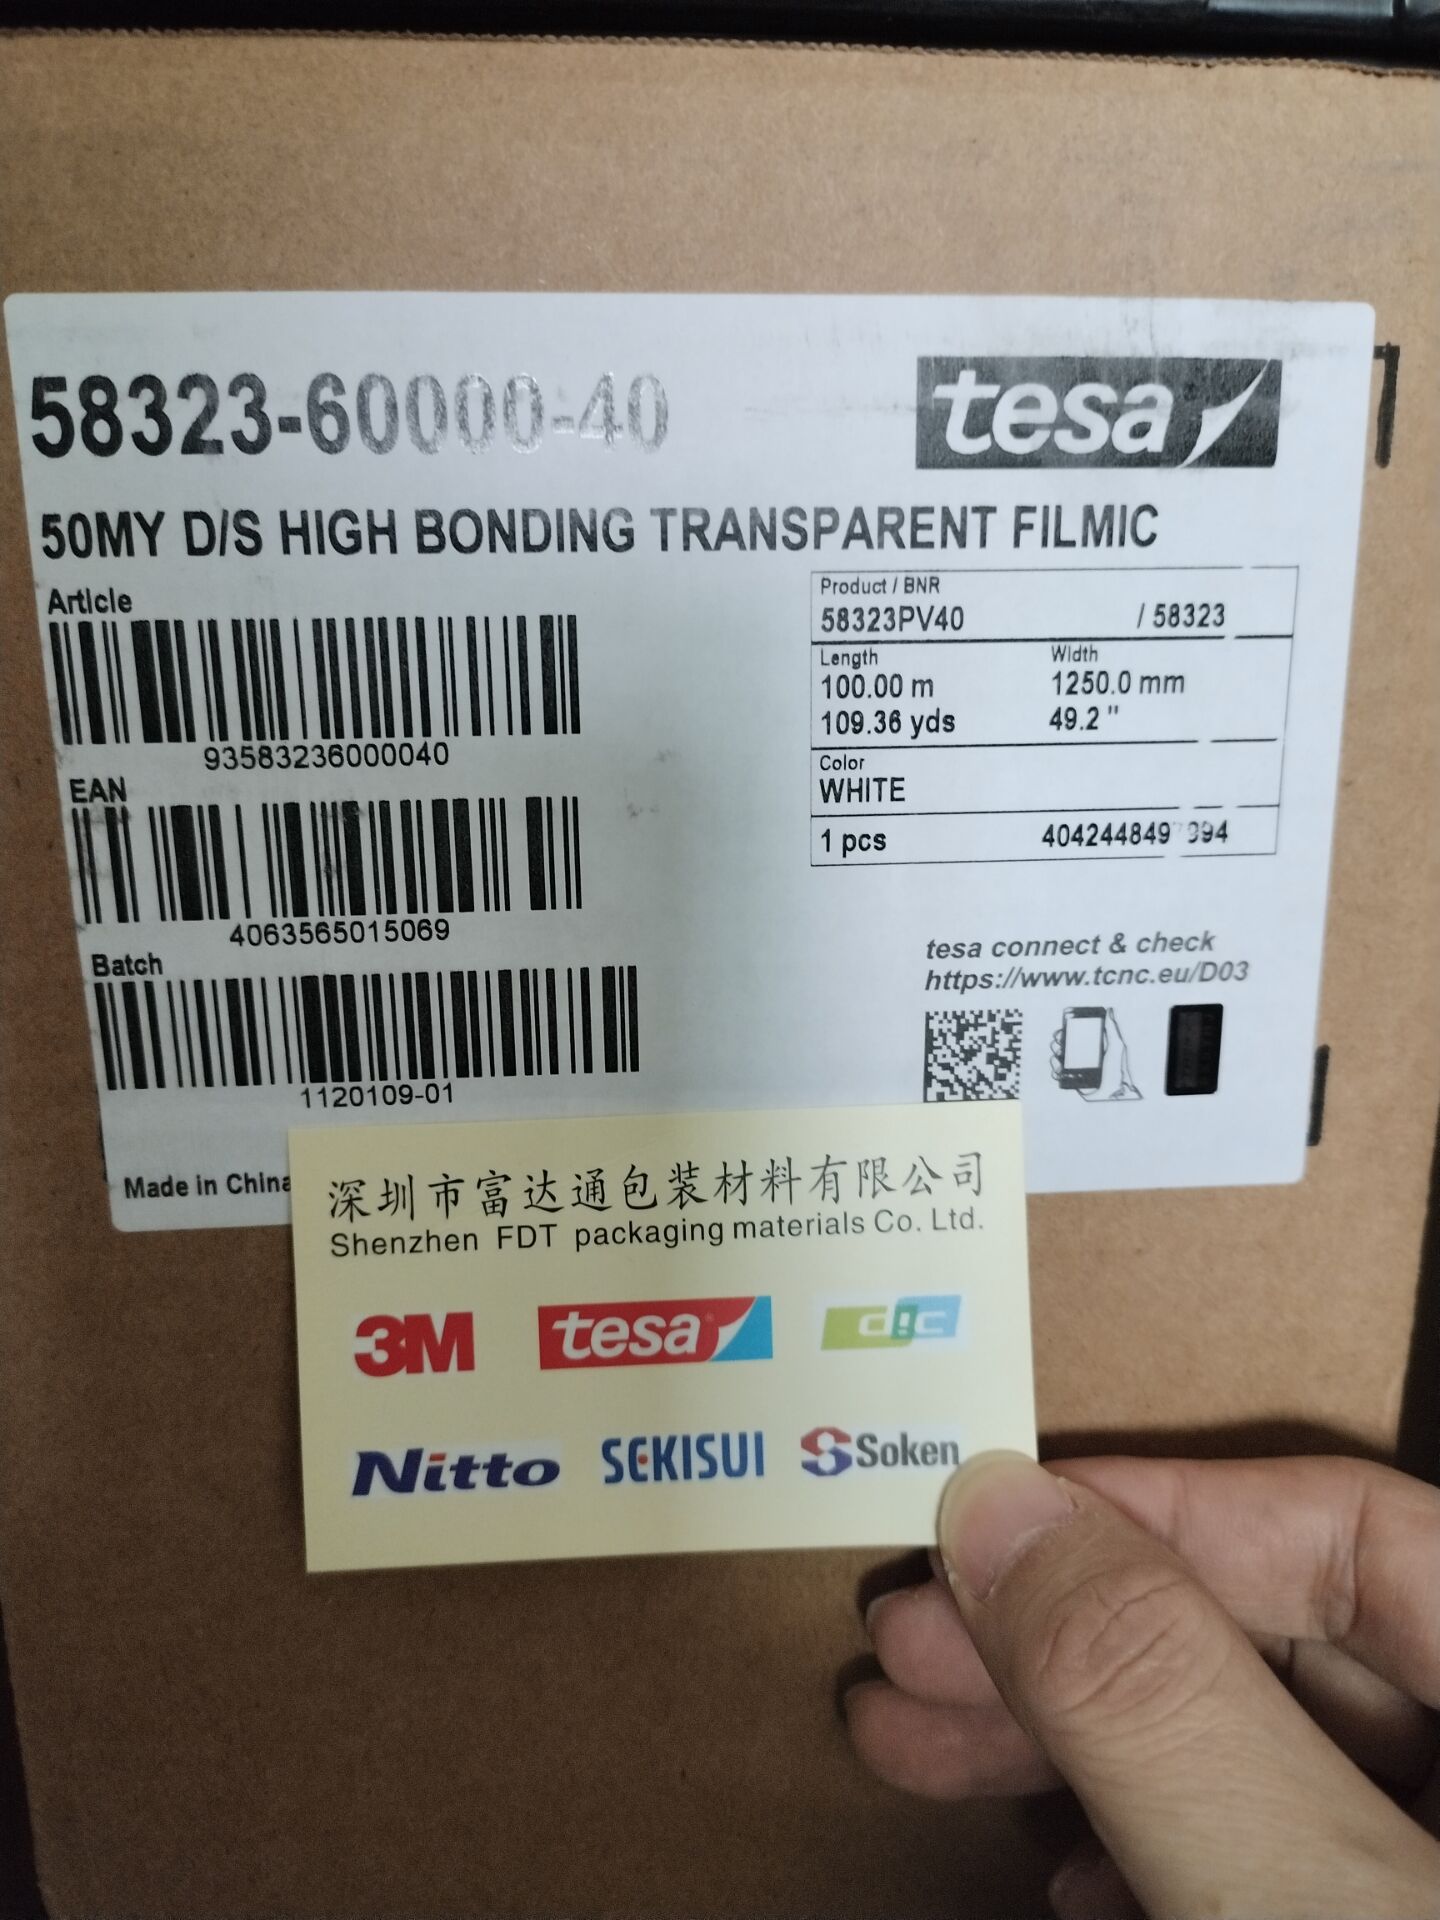 58323-60000-40
tesa
50MY D/S HIGH BONDING TRANSPARENT FILMIC
Article
93583236000040
EAN
4063565015069
Batch
1120109-01
Made in China
Product / BNR
58323PV40 / 58323
Length Width
100.00 m 1250.0 mm
109.36 yds 49.2 "
Color
WHITE
1 pcs
tesa connect & check
https://www.tcnc.eu/D03
深圳市富达通包装材料有限公司
Shenzhen FDT packaging materials Co. Ltd.
3M tesa® dic
Nitto SEKISUI Soken